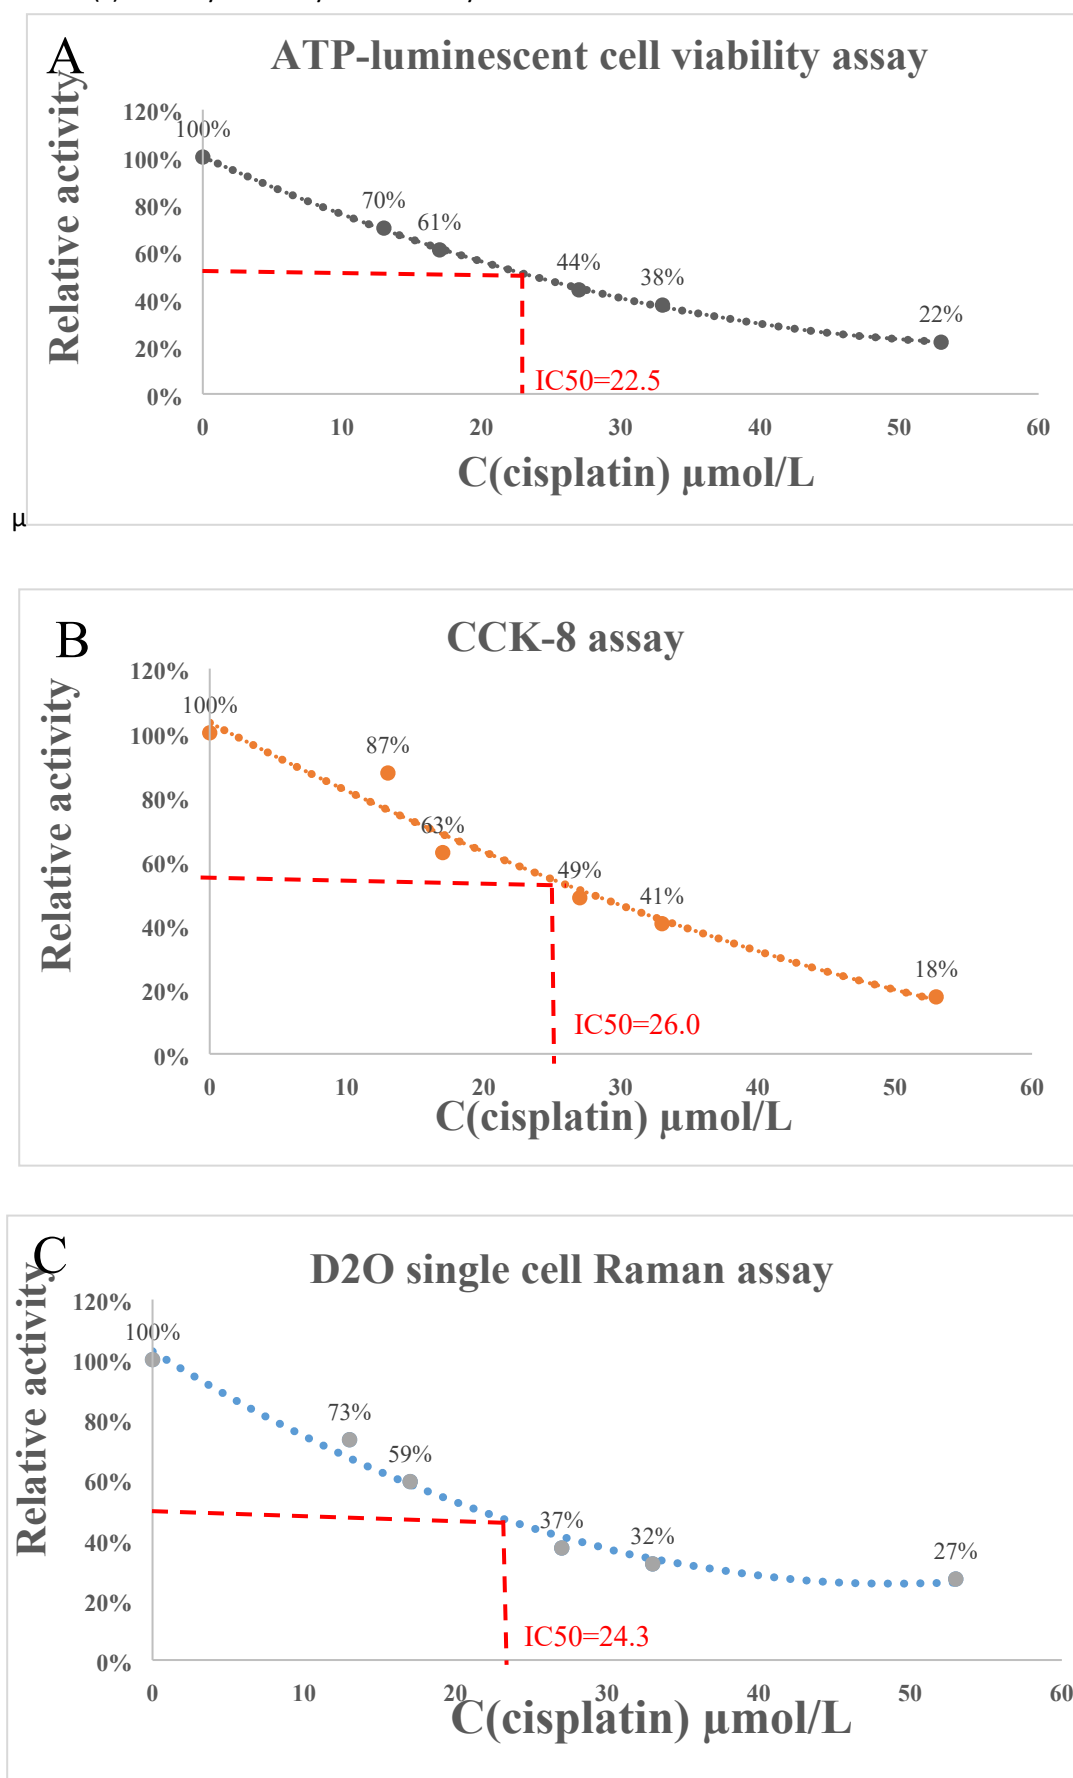 A
ATP-luminescent cell viability assay
Relative activity
120%
100%
80%
60%
40%
20%
0%
100%
70%
61%
44%
38%
22%
IC50=22.5
0 10 20 30 40 50 60
C(cisplatin) µmol/L
µ
B
CCK-8 assay
Relative activity
120%
100%
80%
60%
40%
20%
0%
100%
87%
63%
49%
41%
18%
IC50=26.0
0 10 20 30 40 50 60
C(cisplatin) µmol/L
C
D2O single cell Raman assay
Relative activity
120%
100%
80%
60%
40%
20%
0%
100%
73%
59%
37%
32%
27%
IC50=24.3
0 10 20 30 40 50 60
C(cisplatin) µmol/L